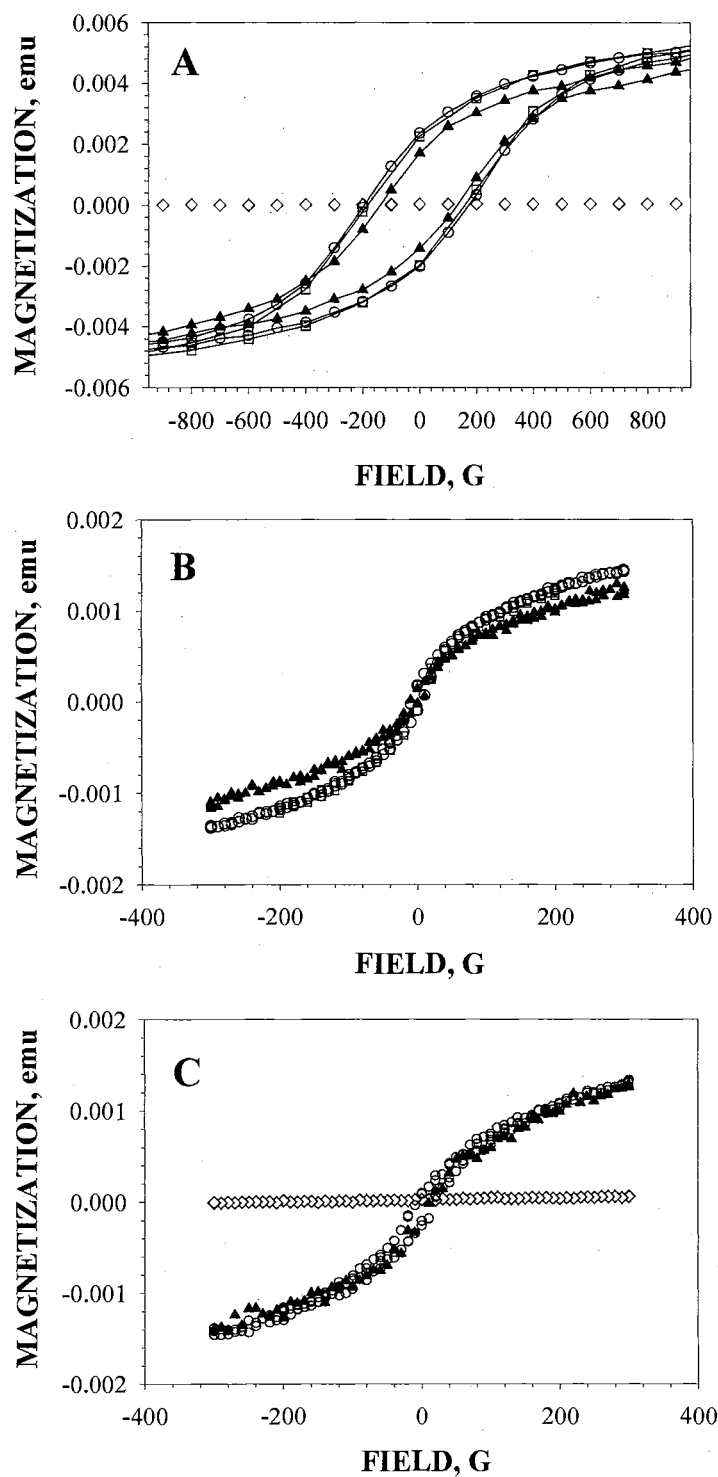 A
MAGNETIZATION, emu
0.006
0.004
0.002
0.000
-0.002
-0.004
-0.006
-800 -600 -400 -200 0 200 400 600 800
FIELD, G
B
MAGNETIZATION, emu
0.002
0.001
0.000
-0.001
-0.002
-400 -200 0 200 400
FIELD, G
C
MAGNETIZATION, emu
0.002
0.001
0.000
-0.001
-0.002
-400 -200 0 200 400
FIELD, G